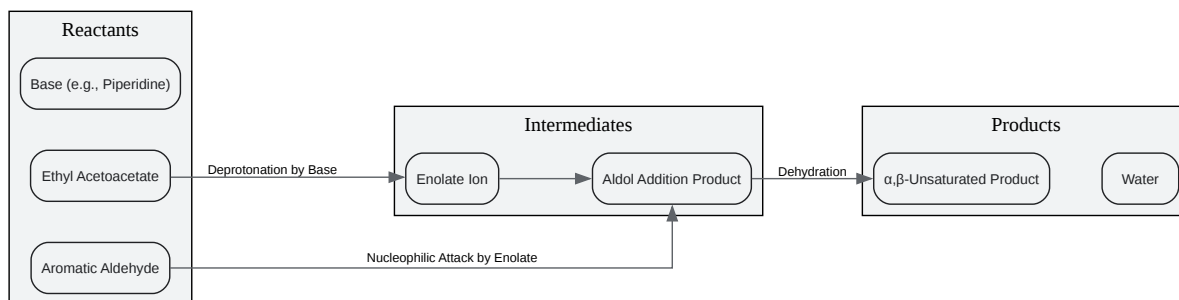 Reactants
Base (e.g., Piperidine)
Ethyl Acetoacetate
Aromatic Aldehyde
Deprotonation by Base
Nucleophilic Attack by Enolate
Intermediates
Enolate Ion
Aldol Addition Product
Dehydration
Products
α,β-Unsaturated Product
Water